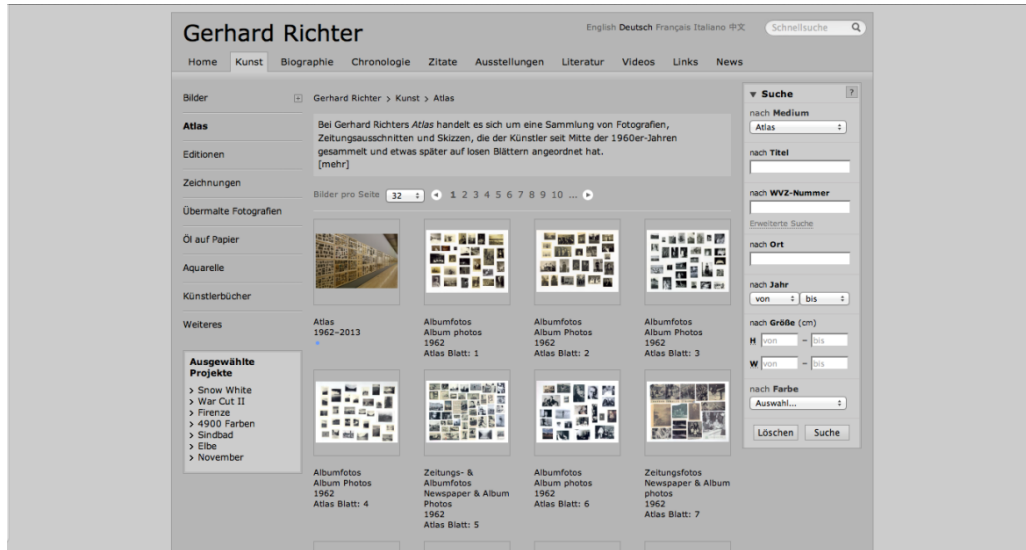 Gerhard Richter
English Deutsch Français Italiano 中文
Schnellsuche
Home Kunst Biographie Chronologie Zitate Ausstellungen Literatur Videos Links News
Bilder
Atlas
Editionen
Zeichnungen
Übermalte Fotografien
Öl auf Papier
Aquarelle
Künstlerbücher
Weiteres
Ausgewählte
Projekte
> Snow White
> War Cut II
> Firenze
> 4900 Farben
> Sindbad
> Elbe
> November
Gerhard Richter > Kunst > Atlas
Bei Gerhard Richters Atlas handelt es sich um eine Sammlung von Fotografien,
Zeitungsausschnitten und Skizzen, die der Künstler seit Mitte der 1960er-Jahren
gesammelt und etwas später auf losen Blättern angeordnet hat.
[mehr]
Bilder pro Seite 32 1 2 3 4 5 6 7 8 9 10 ...
Atlas
1962–2013
Albumfotos
Album photos
1962
Atlas Blatt: 1
Albumfotos
Album Photos
1962
Atlas Blatt: 2
Albumfotos
Album Photos
1962
Atlas Blatt: 3
Albumfotos
Album Photos
1962
Atlas Blatt: 4
Zeitungs- &
Albumfotos
Newspaper & Album
Photos
1962
Atlas Blatt: 5
Albumfotos
Album photos
1962
Atlas Blatt: 6
Zeitungsfotos
Newspaper & Album
photos
1962
Atlas Blatt: 7
Suche ?
nach Medium
Atlas
nach Titel
nach WVZ-Nummer
Erweiterte Suche
nach Ort
nach Jahr
von bis
nach Größe (cm)
H von – bis
W von – bis
nach Farbe
Auswahl...
Löschen Suche